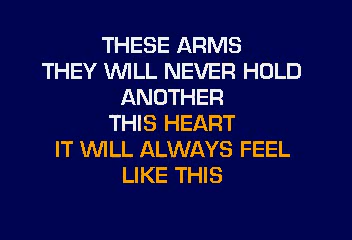 THESE ARMS
THEY WILL NEVER HOLD
ANOTHER
THIS HEART
IT WILL ALWAYS FEEL
LIKE THIS